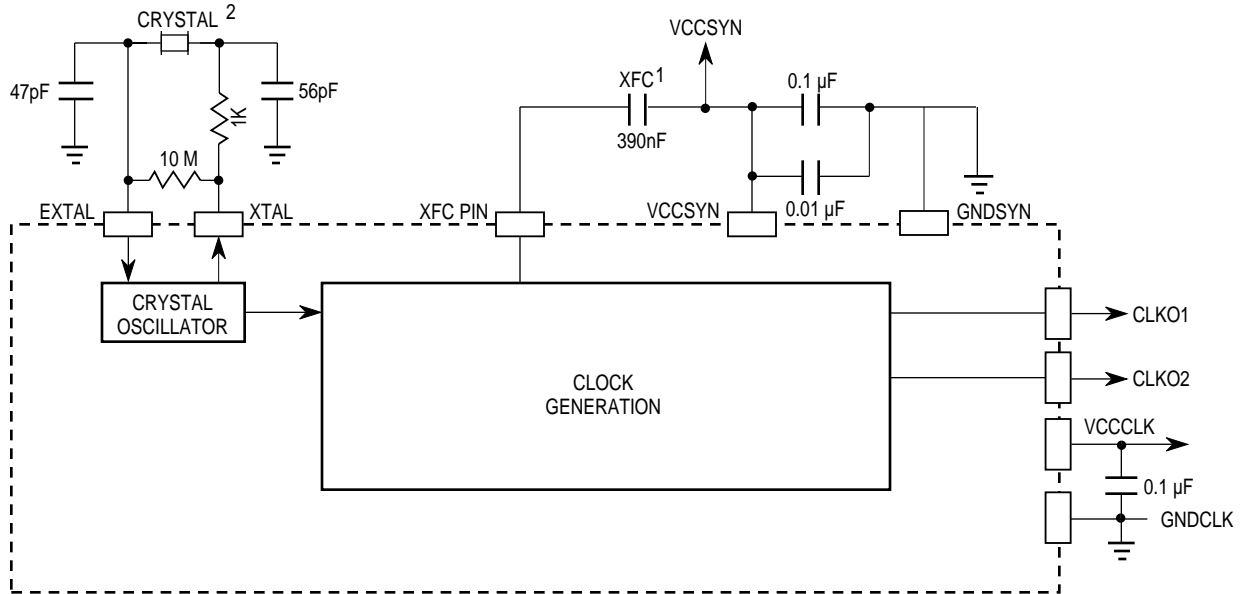 CRYSTAL 2
VCCSYN
47pF
56pF
1K
XFC 1
0.1 µF
390nF
10 M
0.01 µF
EXTAL
XTAL
XFC PIN
VCCSYN
GNDSYN
CRYSTAL
OSCILLATOR
CLOCK
GENERATION
CLKO1
CLKO2
VCCCLK
0.1 µF
GNDCLK